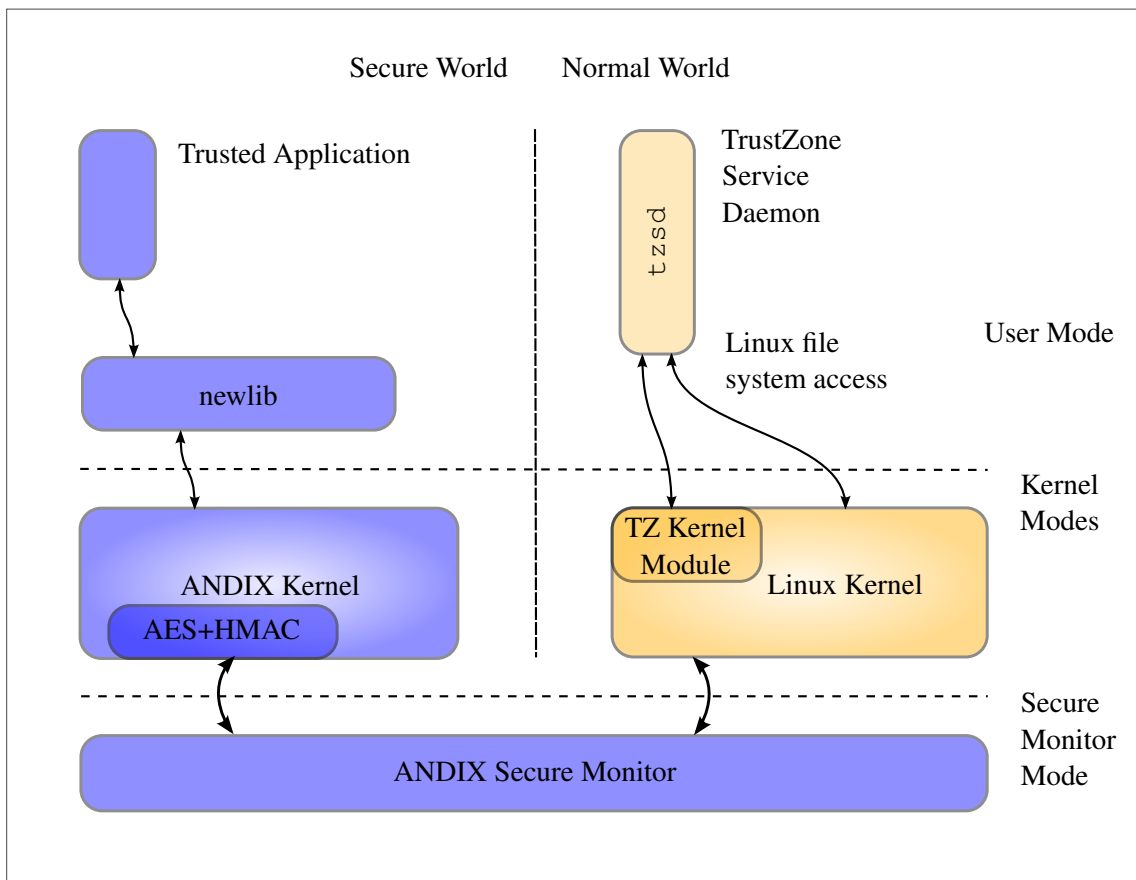 Secure World
Normal World
Trusted Application
TrustZone
Service
Daemon
tzsd
User Mode
Linux file
system access
newlib
Kernel
Modes
TZ Kernel
Module
ANDIX Kernel
Linux Kernel
AES+HMAC
Secure
Monitor
Mode
ANDIX Secure Monitor